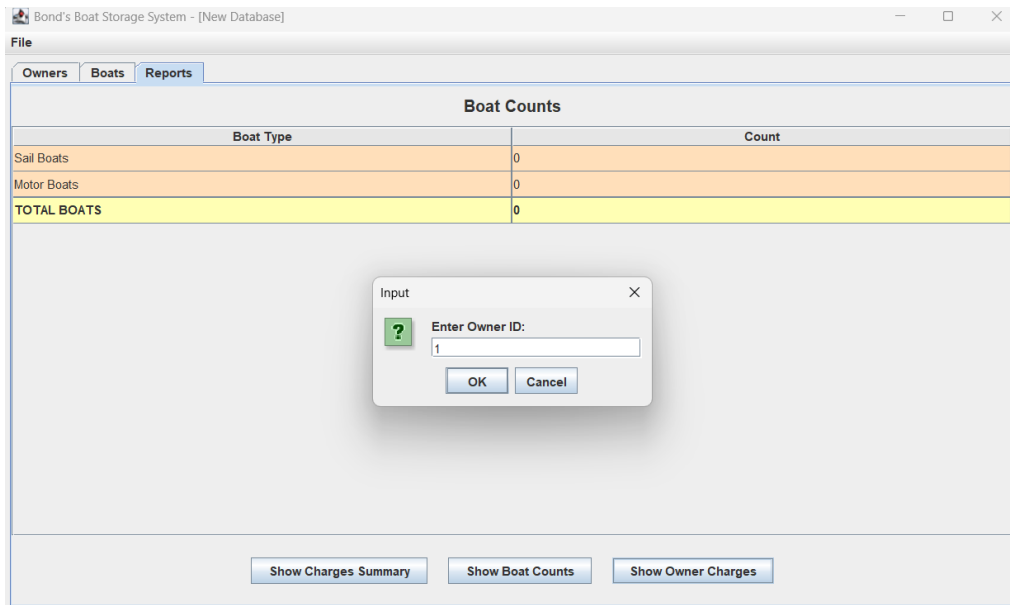 Bond's Boat Storage System - [New Database]
File
Owners Boats Reports
Boat Counts
Boat Type Count
Sail Boats 0
Motor Boats 0
TOTAL BOATS 0
Input
? Enter Owner ID:
1
OK Cancel
Show Charges Summary Show Boat Counts Show Owner Charges